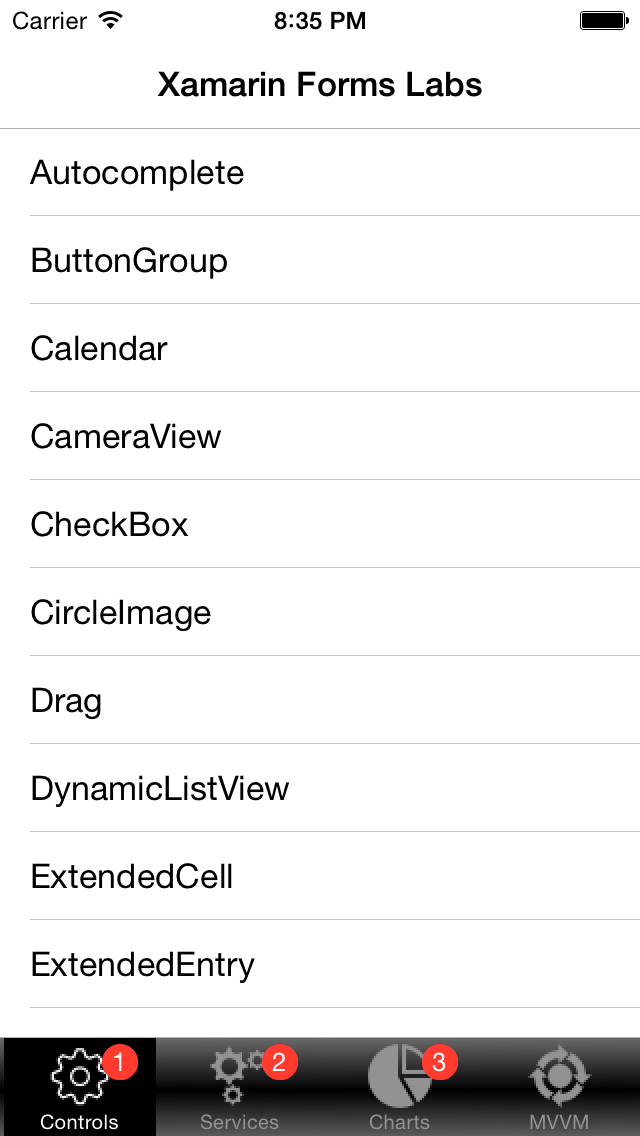 Carrier 8:35 PM
Xamarin Forms Labs
Autocomplete
ButtonGroup
Calendar
CameraView
CheckBox
CircleImage
Drag
DynamicListView
ExtendedCell
ExtendedEntry
1 2 3
Controls Services Charts MVVM